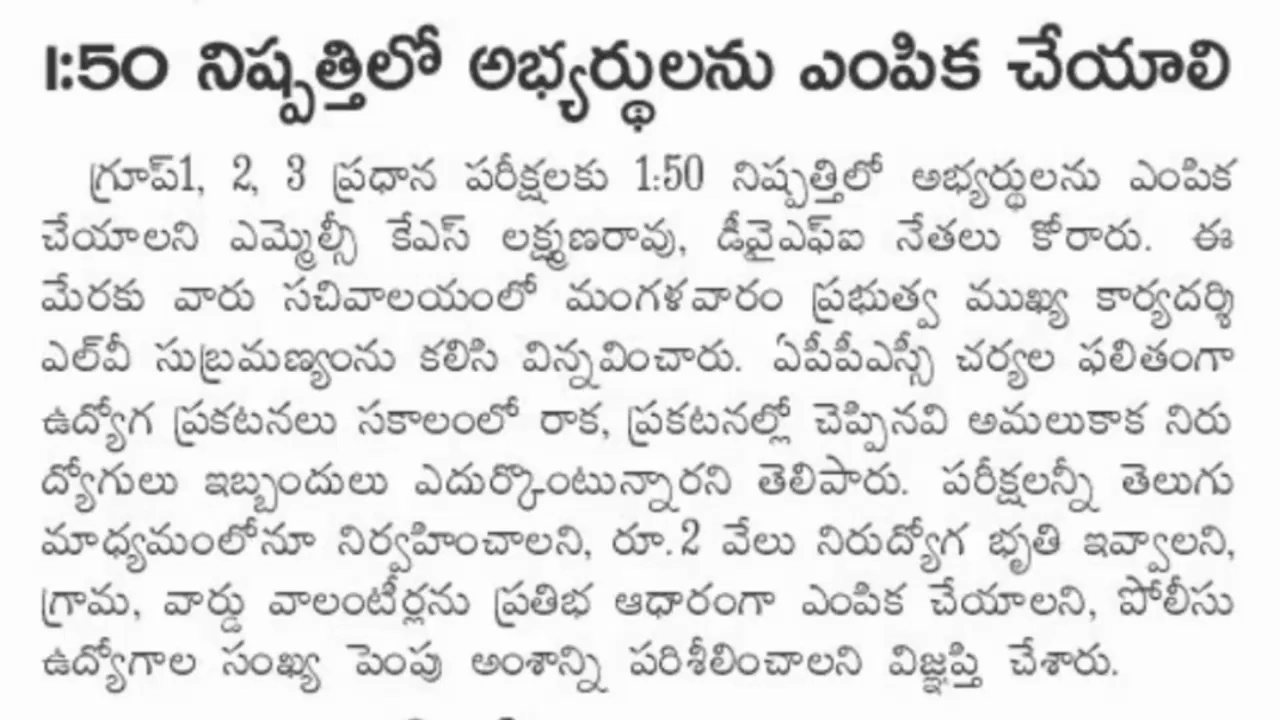 1:50 నిష్పత్తిలో అభ్యర్థులను ఎంపిక చేయాలి
గ్రూప్1, 2, 3 ప్రధాన పరీక్షలకు 1:50 నిష్పత్తిలో అభ్యర్థులను ఎంపిక
చేయాలని ఎమ్మెల్సీ కేఎస్ లక్ష్మణరావు, డీవైఎఫ్ఐ నేతలు కోరారు. ఈ
మేరకు వారు సచివాలయంలో మంగళవారం ప్రభుత్వ ముఖ్య కార్యదర్శి
ఎల్‌వీ సుబ్రమణ్యంను కలిసి విన్నవించారు. ఏపీపీఎస్సీ చర్యల ఫలితంగా
ఉద్యోగ ప్రకటనలు సకాలంలో రాక, ప్రకటనల్లో చెప్పినవి అమలుకాక నిరు
ద్యోగులు ఇబ్బందులు ఎదుర్కొంటున్నారని తెలిపారు. పరీక్షలన్నీ తెలుగు
మాధ్యమంలోనూ నిర్వహించాలని, రూ.2 వేలు నిరుద్యోగ భృతి ఇవ్వాలని,
గ్రామ, వార్డు వాలంటీర్లను ప్రతిభ ఆధారంగా ఎంపిక చేయాలని, పోలీసు
ఉద్యోగాల సంఖ్య పెంపు అంశాన్ని పరిశీలించాలని విజ్ఞప్తి చేశారు.